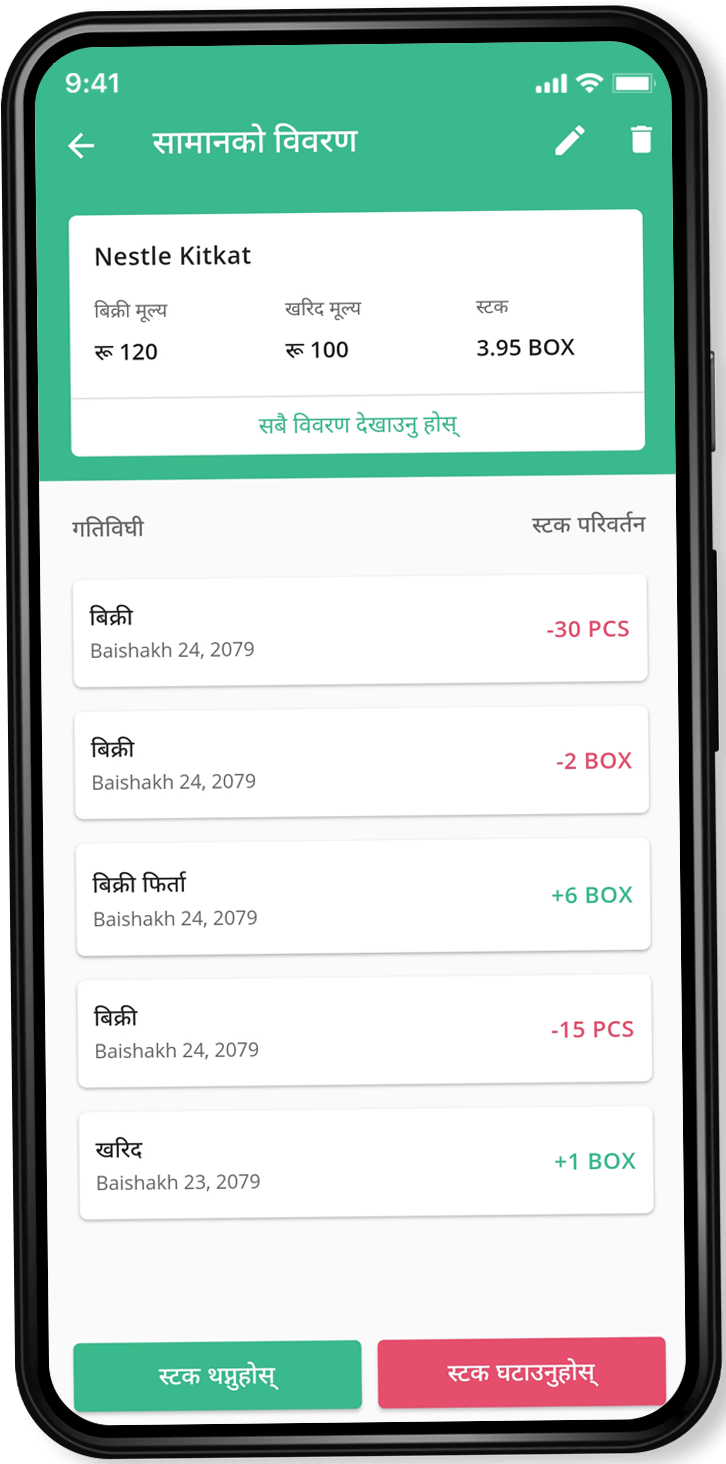 9:41
सामानको विवरण
Nestle Kitkat
बिक्री मूल्य खरिद मूल्य स्टक
रू 120 रू 100 3.95 BOX
सबै विवरण देखाउनु होस्
गतिविघी स्टक परिवर्तन
बिक्री
Baishakh 24, 2079
-30 PCS
बिक्री
Baishakh 24, 2079
-2 BOX
बिक्री फिर्ता
Baishakh 24, 2079
+6 BOX
बिक्री
Baishakh 24, 2079
-15 PCS
खरिद
Baishakh 23, 2079
+1 BOX
स्टक थप्नुहोस् स्टक घटाउनुहोस्